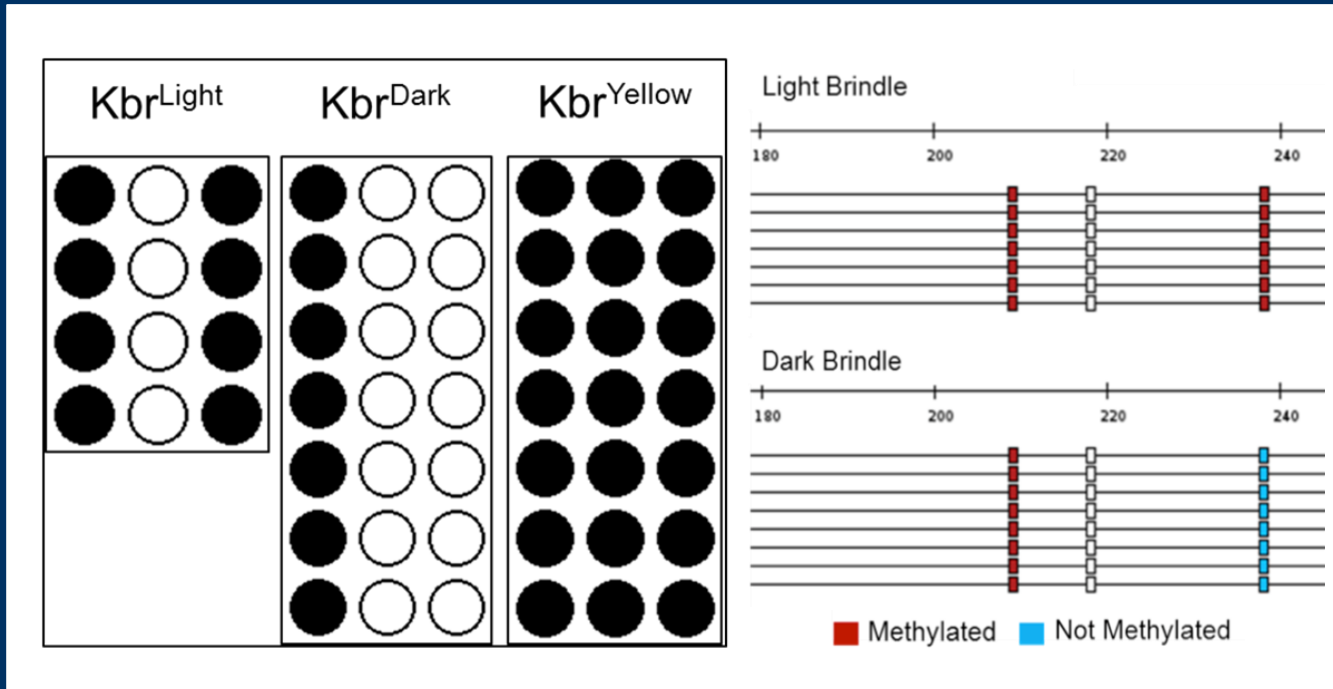 Kbr^Light Kbr^Dark Kbr^Yellow
Light Brindle
180 200 220 240
Dark Brindle
180 200 220 240
Methylated Not Methylated